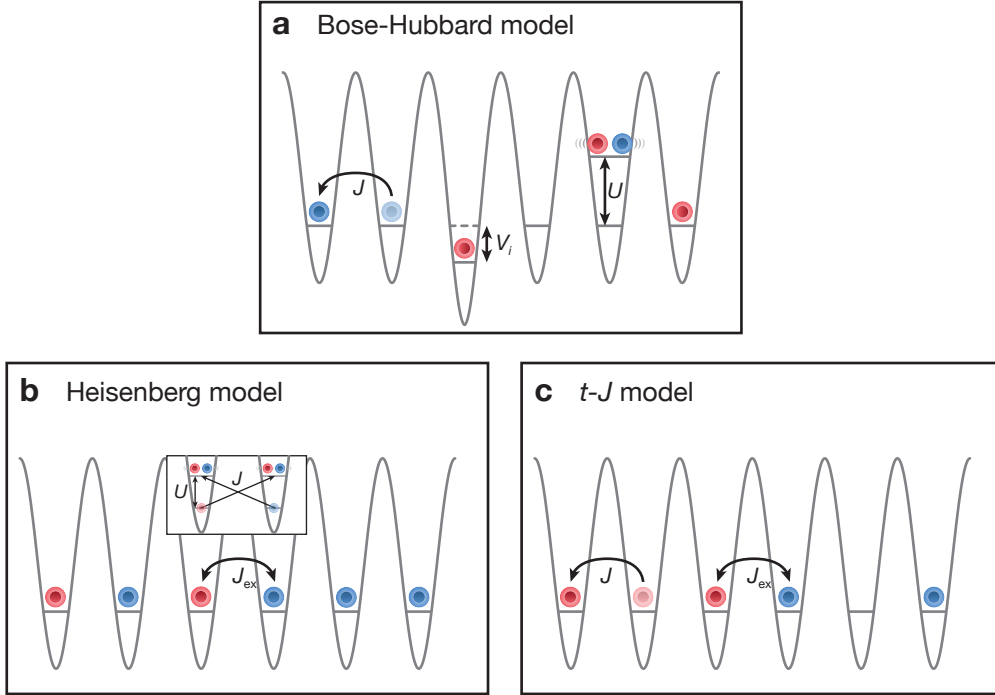 a Bose-Hubbard model
J
U
V_i
b Heisenberg model
J
U
J_ex
c t-J model
J
J_ex